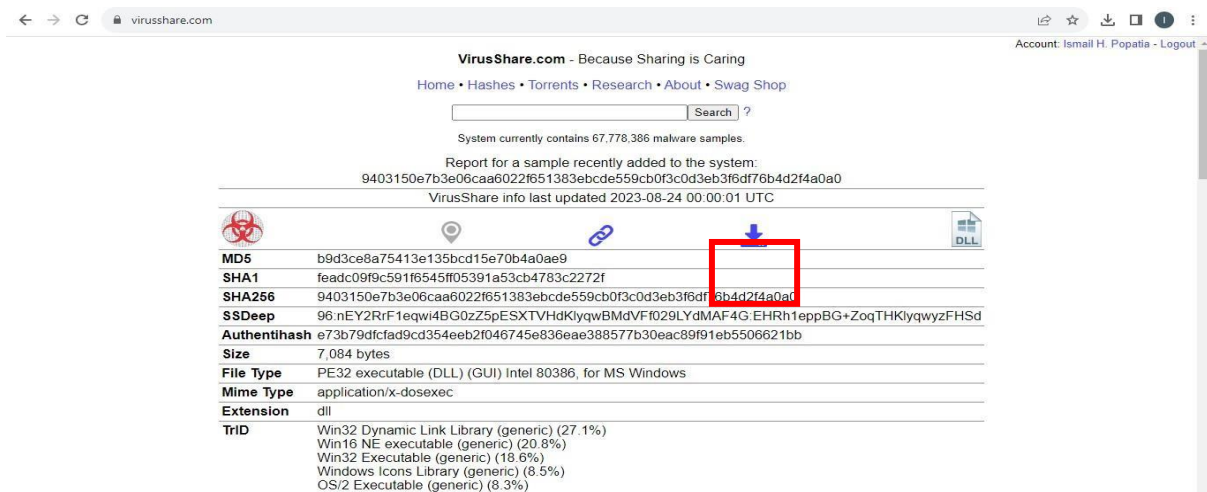 virusshare.com
Account: Ismail H. Popatia - Logout
VirusShare.com - Because Sharing is Caring
Home • Hashes • Torrents • Research • About • Swag Shop
Search ?
System currently contains 67,778,386 malware samples.
Report for a sample recently added to the system:
9403150e7b3e06caa6022f651383ebcde559cb0f3c0d3eb3f6df76b4d2f4a0a0
VirusShare info last updated 2023-08-24 00:00:01 UTC
DLL
MD5 b9d3ce8a75413e135bcd15e70b4a0ae9
SHA1 feadc09f9c591f6545ff05391a53cb4783c2272f
SHA256 9403150e7b3e06caa6022f651383ebcde559cb0f3c0d3eb3f6df76b4d2f4a0a0
SSDeep 96:nEY2RrF1eqwi4BG0zZ5pESXTVHdKlyqwBMdVFf029LYdMAF4G:EHRh1eppBG+ZoqTHKlyqwyzFHSd
Authentihash e73b79dfcfad9cd354eeb2f046745e836eae388577b30eac89f91eb5506621bb
Size 7,084 bytes
File Type PE32 executable (DLL) (GUI) Intel 80386, for MS Windows
Mime Type application/x-dosexec
Extension dll
TrID Win32 Dynamic Link Library (generic) (27.1%)
Win16 NE executable (generic) (20.8%)
Win32 Executable (generic) (18.6%)
Windows Icons Library (generic) (8.5%)
OS/2 Executable (generic) (8.3%)